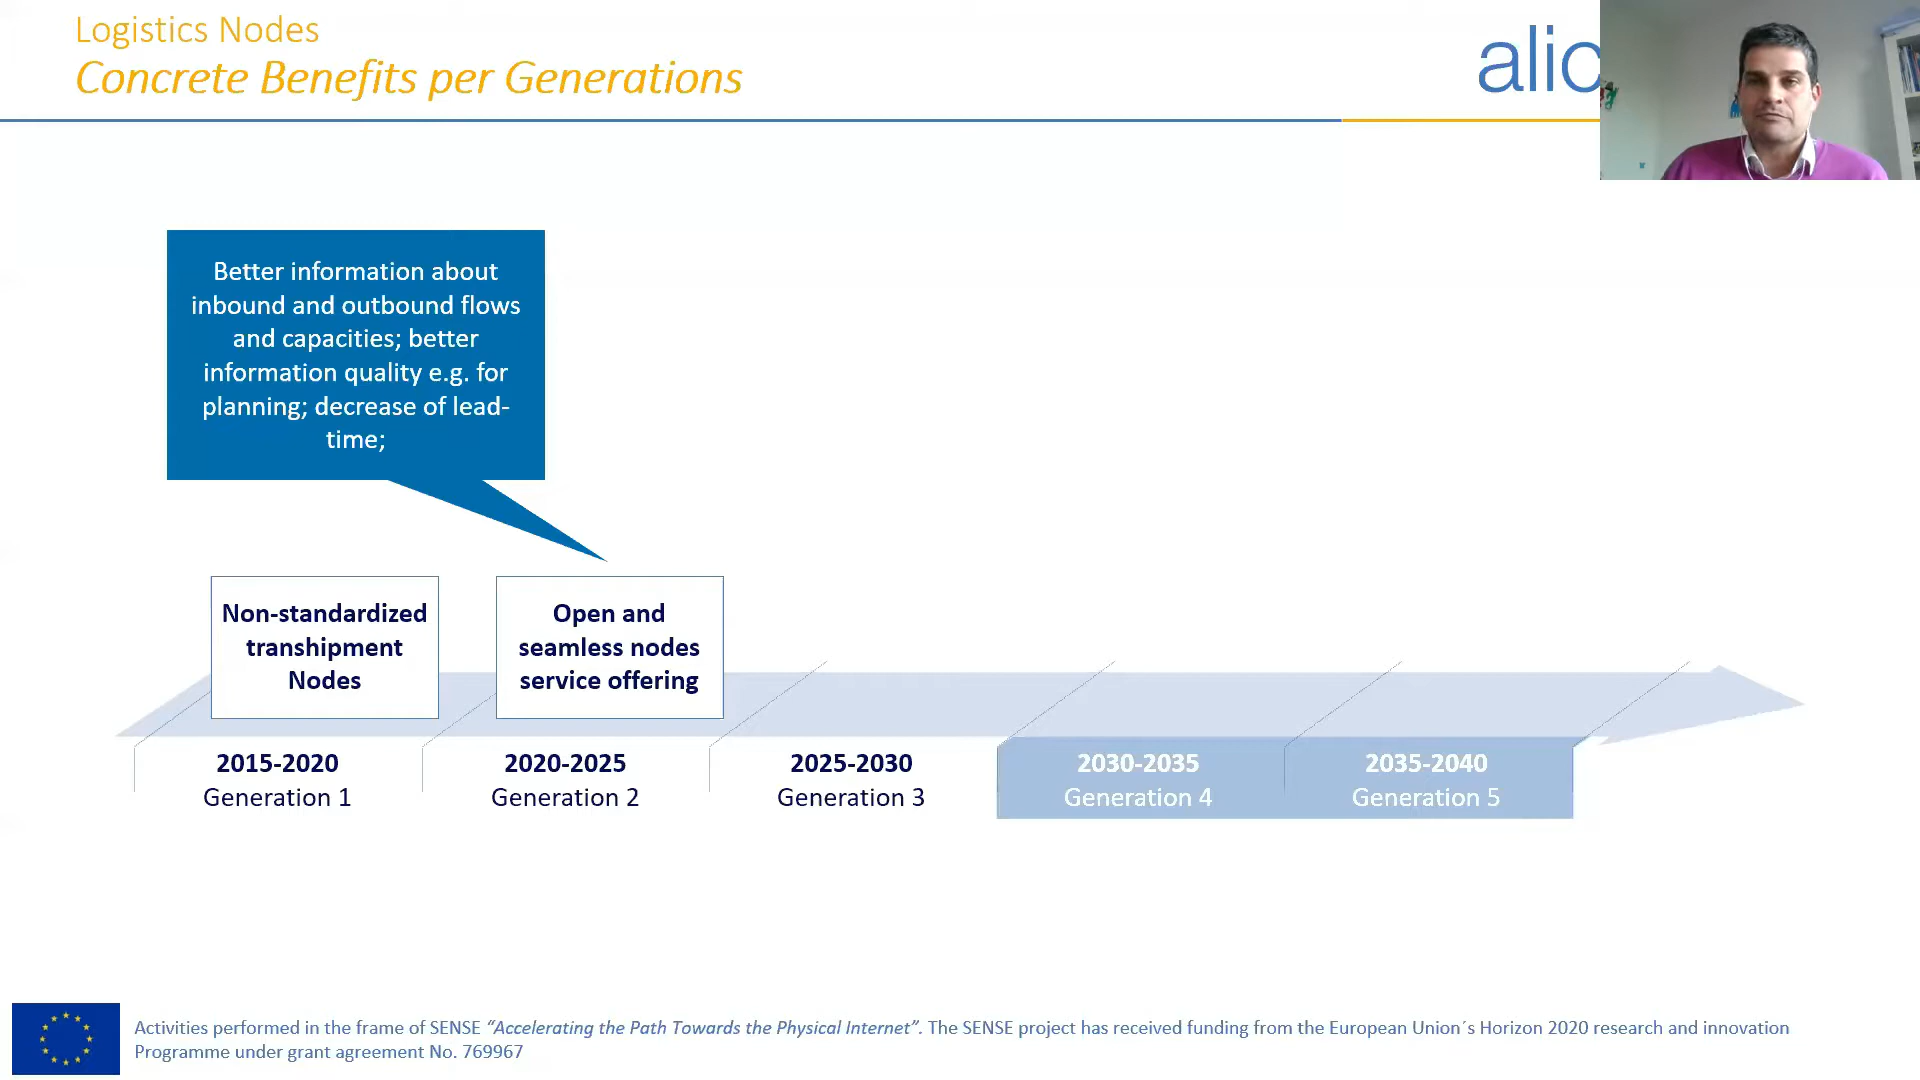 Logistics Nodes
Concrete Benefits per Generations
alic
Better information about
inbound and outbound flows
and capacities; better
information quality e.g. for
planning; decrease of lead-
time;
Non-standardized
transhipment
Nodes
Open and
seamless nodes
service offering
2015-2020
Generation 1
2020-2025
Generation 2
2025-2030
Generation 3
2030-2035
Generation 4
2035-2040
Generation 5
Activities performed in the frame of SENSE “Accelerating the Path Towards the Physical Internet”. The SENSE project has received funding from the European Union´s Horizon 2020 research and innovation
Programme under grant agreement No. 769967